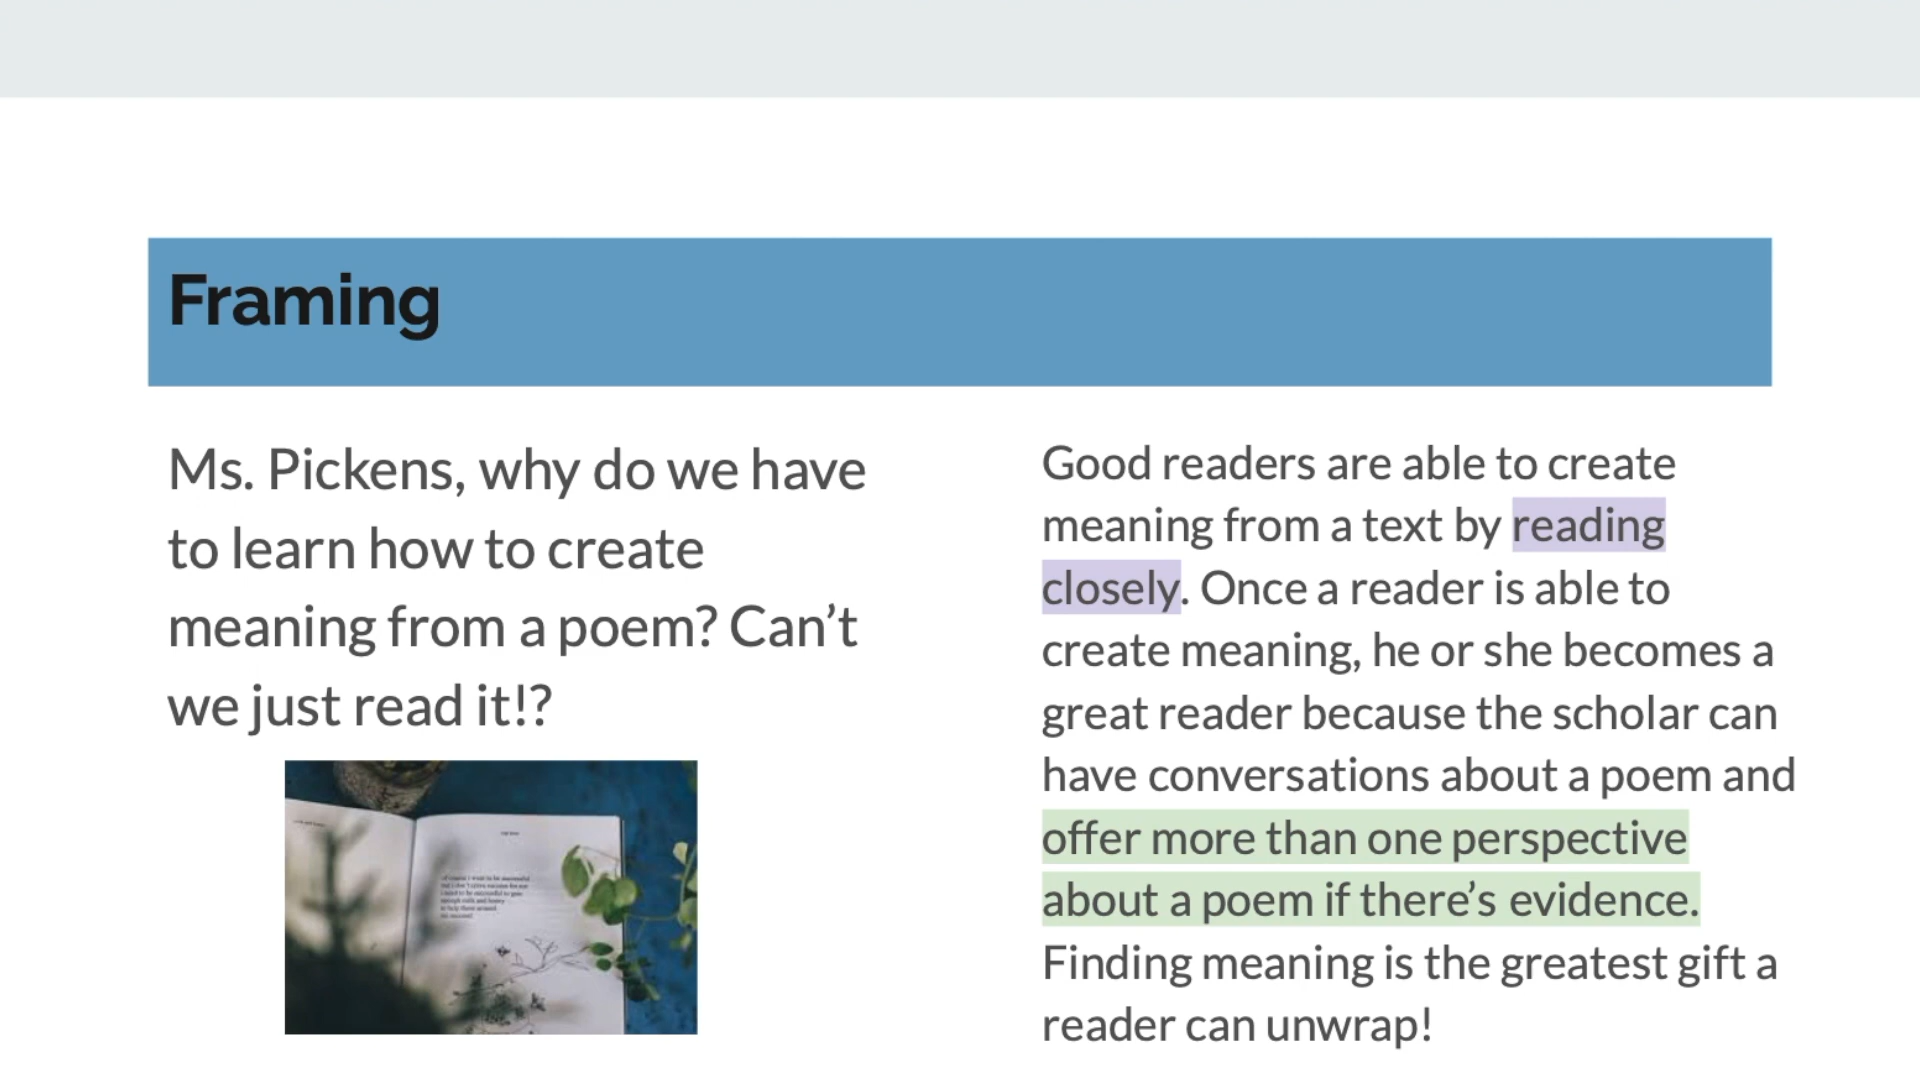 Framing
Ms. Pickens, why do we have
to learn how to create
meaning from a poem? Can’t
we just read it!?
Good readers are able to create
meaning from a text by reading
closely. Once a reader is able to
create meaning, he or she becomes a
great reader because the scholar can
have conversations about a poem and
offer more than one perspective
about a poem if there’s evidence.
Finding meaning is the greatest gift a
reader can unwrap!